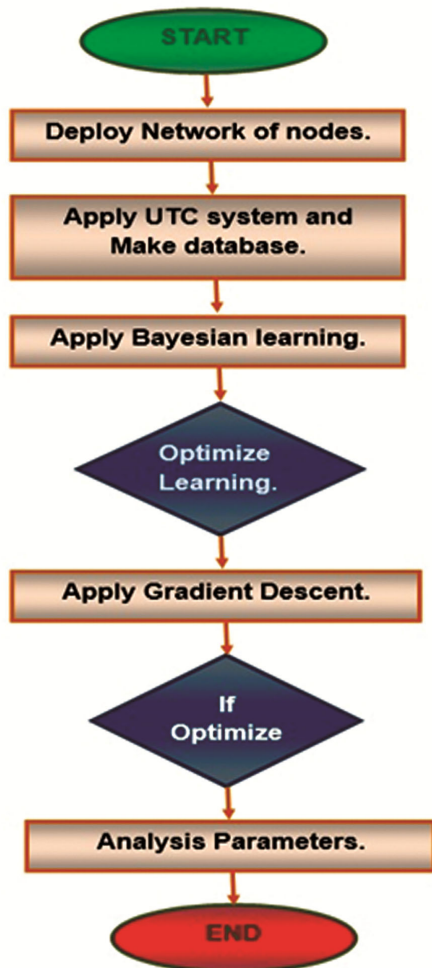 START
Deploy Network of nodes.
Apply UTC system and
Make database.
Apply Bayesian learning.
Optimize
Learning.
Apply Gradient Descent.
If
Optimize
Analysis Parameters.
END